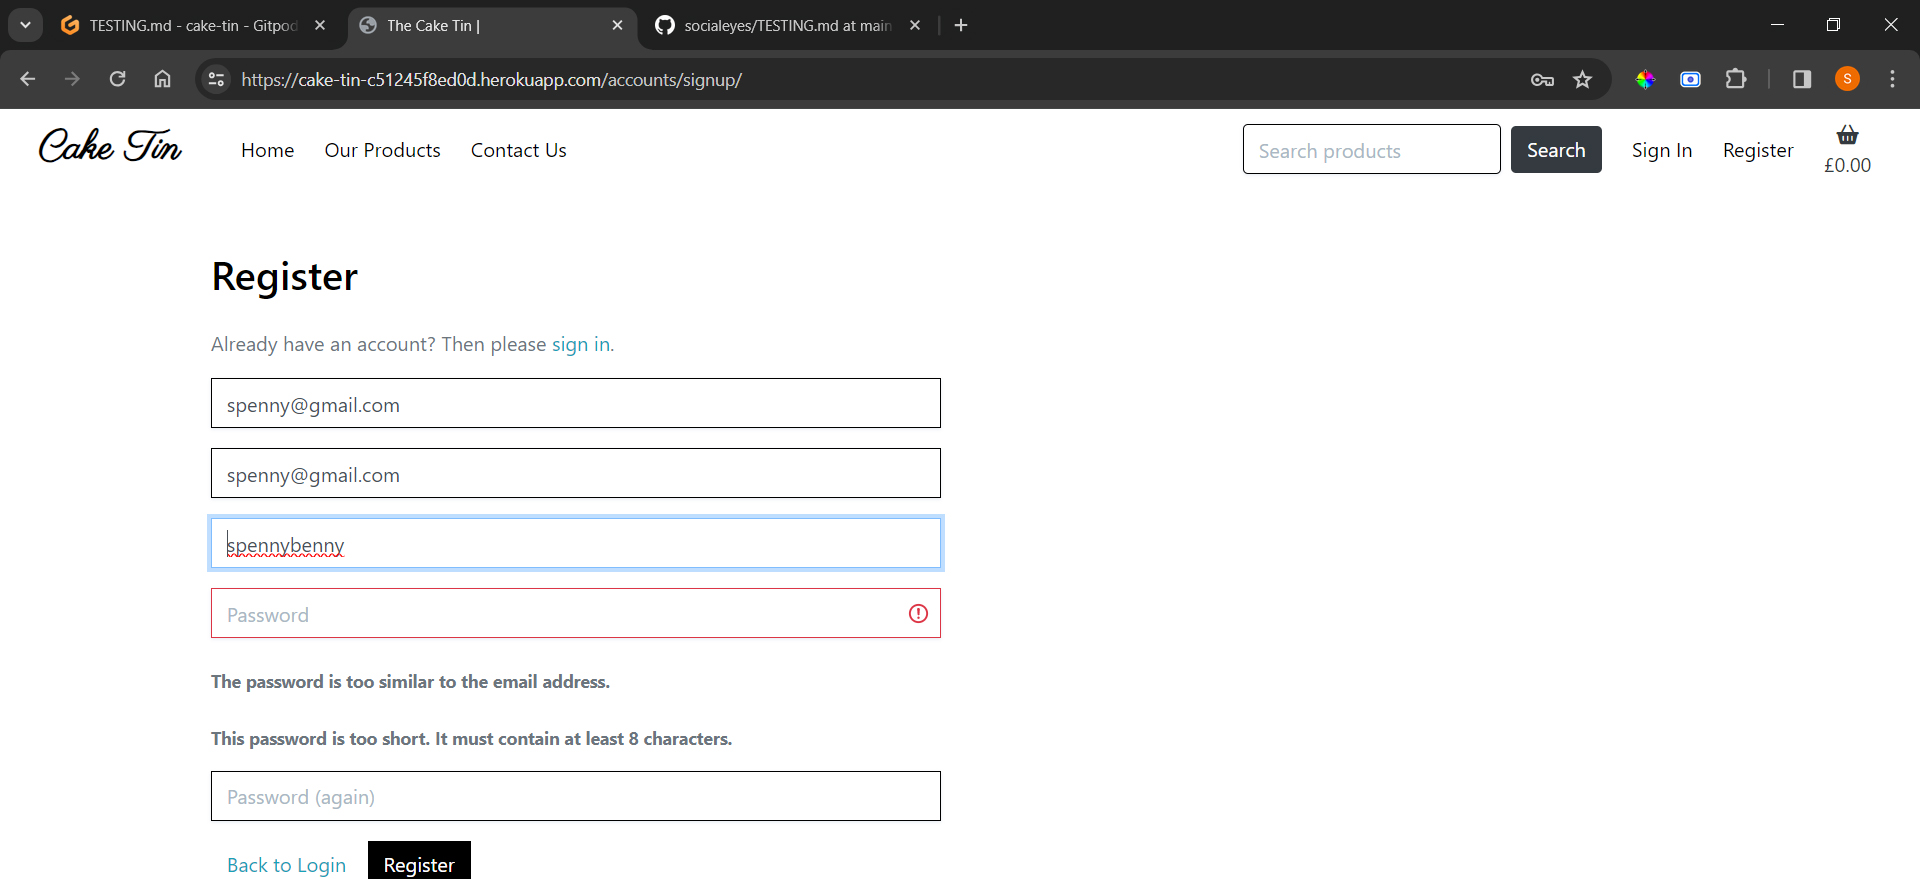 TESTING.md - cake-tin - Gitpod
The Cake Tin |
socialeyes/TESTING.md at main
https://cake-tin-c51245f8ed0d.herokuapp.com/accounts/signup/
S
Cake Tin
Home
Our Products
Contact Us
Search products
Search
Sign In
Register
£0.00
Register
Already have an account? Then please sign in.
spenny@gmail.com
spenny@gmail.com
spennybenny
Password
The password is too similar to the email address.
This password is too short. It must contain at least 8 characters.
Password (again)
Back to Login
Register